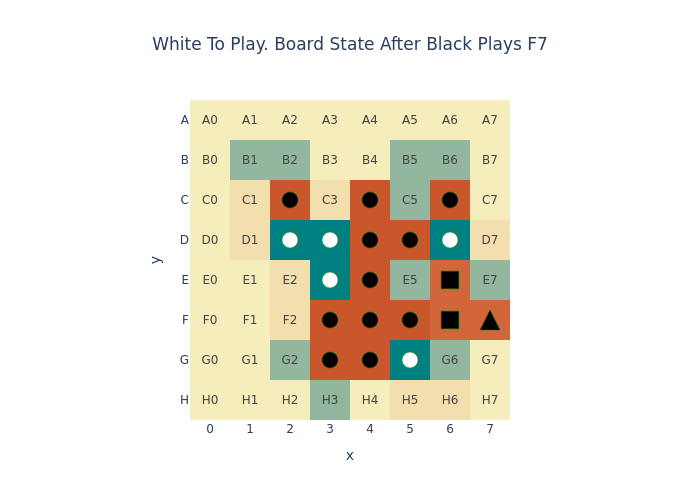 White To Play. Board State After Black Plays F7
A A0 A1 A2 A3 A4 A5 A6 A7
B B0 B1 B2 B3 B4 B5 B6 B7
C C0 C1 C3 C5 C7
D D0 D1 D7
y
E E0 E1 E2 E5 E7
F F0 F1 F2
G G0 G1 G2 G6 G7
H H0 H1 H2 H3 H4 H5 H6 H7
0 1 2 3 4 5 6 7
x